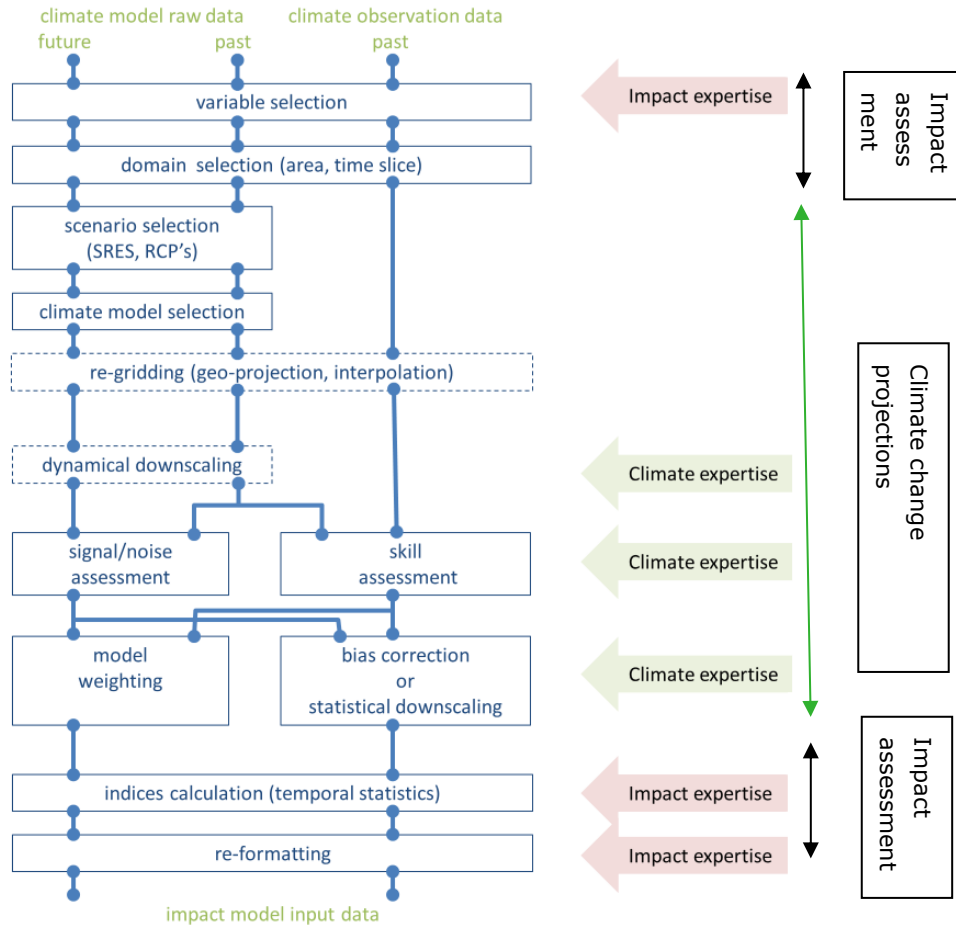 climate model raw data
climate observation data
future
past
past
variable selection
domain selection (area, time slice)
scenario selection
(SRES, RCP's)
climate model selection
re-gridding (geo-projection, interpolation)
dynamical downscaling
signal/noise
assessment
skill
assessment
model
weighting
bias correction
or
statistical downscaling
indices calculation (temporal statistics)
re-formatting
impact model input data
Impact expertise
Climate expertise
Climate expertise
Climate expertise
Impact expertise
Impact expertise
Impact
assess
ment
Climate change
projections
Impact
assessment